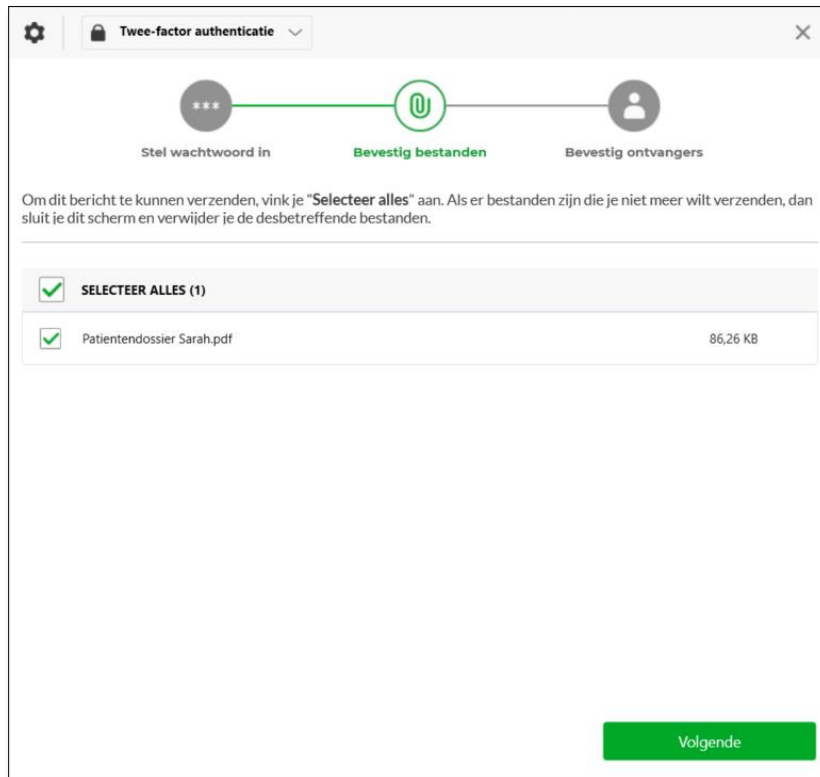 Twee-factor authenticatie
***
Stel wachtwoord in
Bevestig bestanden
Bevestig ontvangers
Om dit bericht te kunnen verzenden, vink je "Selecteer alles" aan. Als er bestanden zijn die je niet meer wilt verzenden, dan
sluit je dit scherm en verwijder je de desbetreffende bestanden.
SELECTEER ALLES (1)
Patientendossier Sarah.pdf 86,26 KB
Volgende